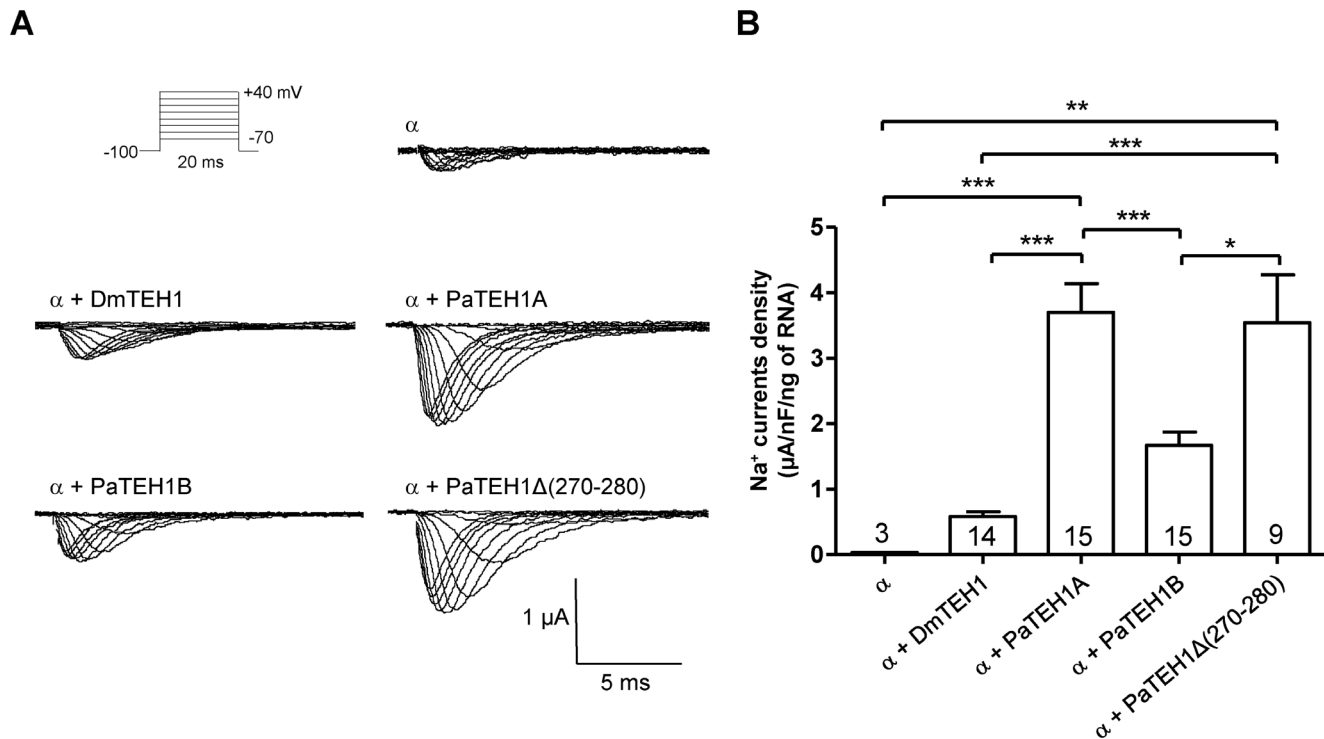 A
+40 mV
-100
-70
20 ms
α
α + DmTEH1
α + PaTEH1A
α + PaTEH1B
α + PaTEH1Δ(270-280)
1 µA
5 ms
B
**
***
***
***
***
*
Na⁺ currents density
(µA/nF/ng of RNA)
5
4
3
2
1
0
3
14
15
15
9
α
α + DmTEH1
α + PaTEH1A
α + PaTEH1B
α + PaTEH1Δ(270-280)